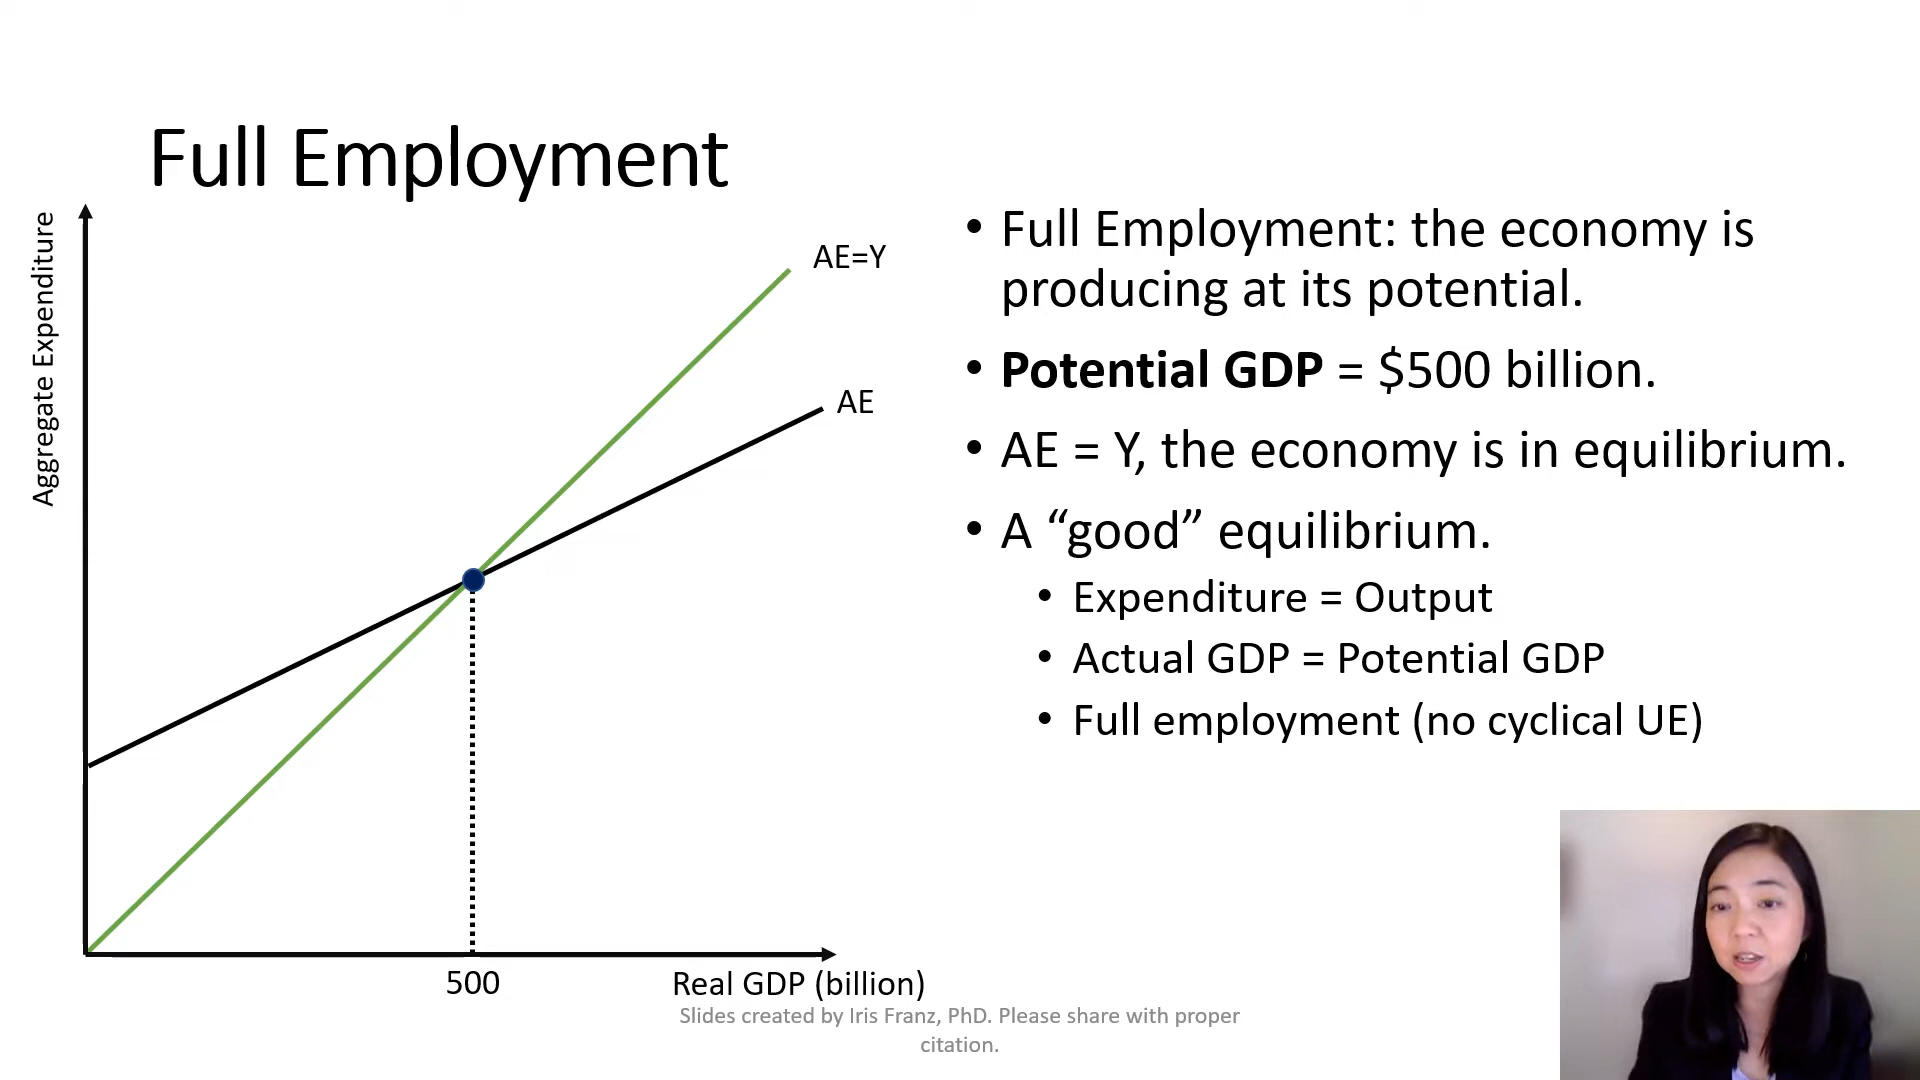 Full Employment
Aggregate Expenditure
AE=Y
AE
500
Real GDP (billion)
• Full Employment: the economy is
producing at its potential.
• Potential GDP = $500 billion.
• AE = Y, the economy is in equilibrium.
• A “good” equilibrium.
• Expenditure = Output
• Actual GDP = Potential GDP
• Full employment (no cyclical UE)
Slides created by Iris Franz, PhD. Please share with proper
citation.